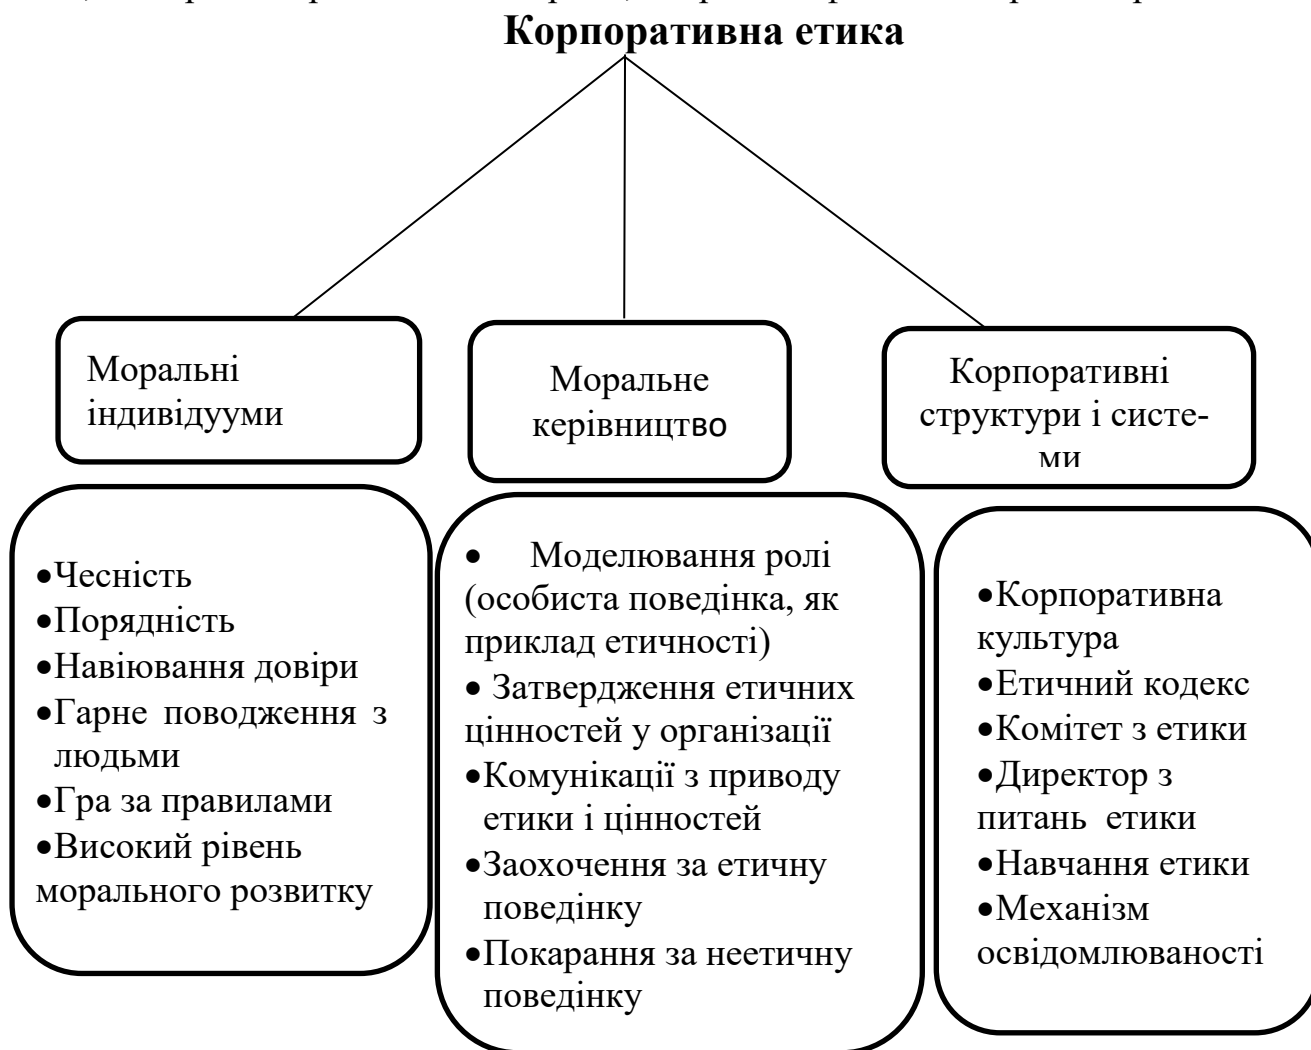 Корпоративна етика
Моральні
індивідууми
Моральне
керівництво
Корпоративні
структури і систе-
ми
•Чесність
•Порядність
•Навіювання довіри
•Гарне поводження з
людьми
•Гра за правилами
•Високий рівень
морального розвитку
• Моделювання ролі
(особиста поведінка, як
приклад етичності)
• Затвердження етичних
цінностей у організації
•Комунікації з приводу
етики і цінностей
•Заохочення за етичну
поведінку
•Покарання за неетичну
поведінку
•Корпоративна
культура
•Етичний кодекс
•Комітет з етики
•Директор з
питань етики
•Навчання етики
•Механізм
освідомлюваності